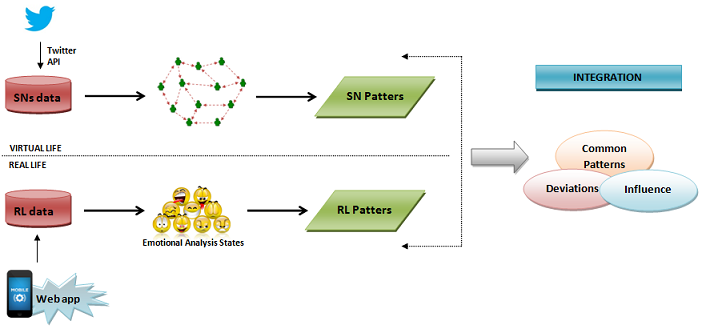 Twitter
API
SNs data
SN Patters
VIRTUAL LIFE
REAL LIFE
RL data
Emotional Analysis States
RL Patters
MOBILE
Web app
INTEGRATION
Common
Patterns
Deviations
Influence